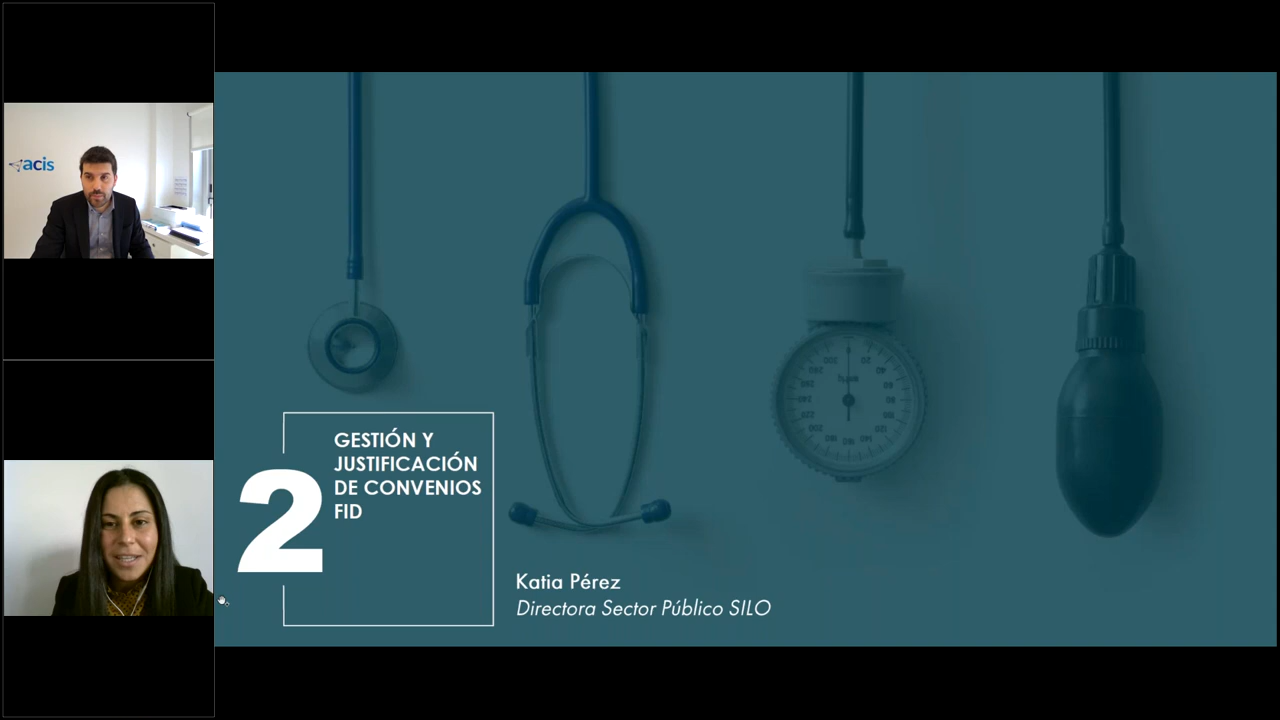 acis
GESTIÓN Y
JUSTIFICACIÓN
DE CONVENIOS
FID
2
Katia Pérez
Directora Sector Público SILO